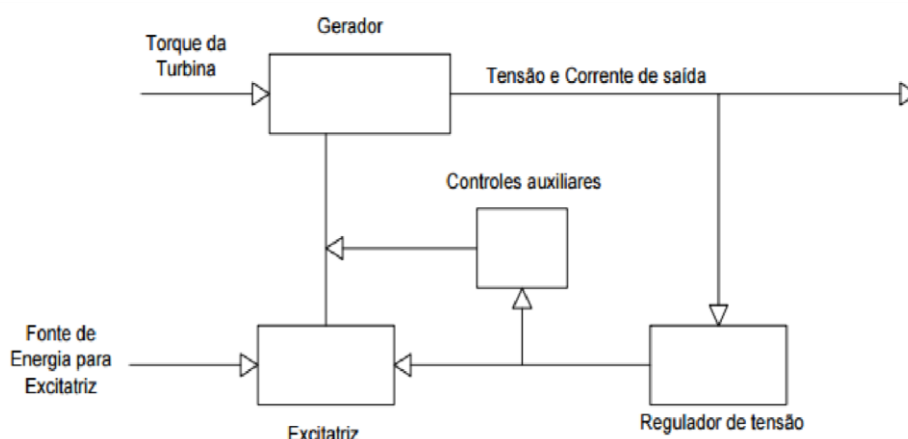 Gerador
Torque da
Turbina
Tensão e Corrente de saída
Controles auxiliares
Fonte de
Energia para
Excitatriz
Excitatriz
Regulador de tensão